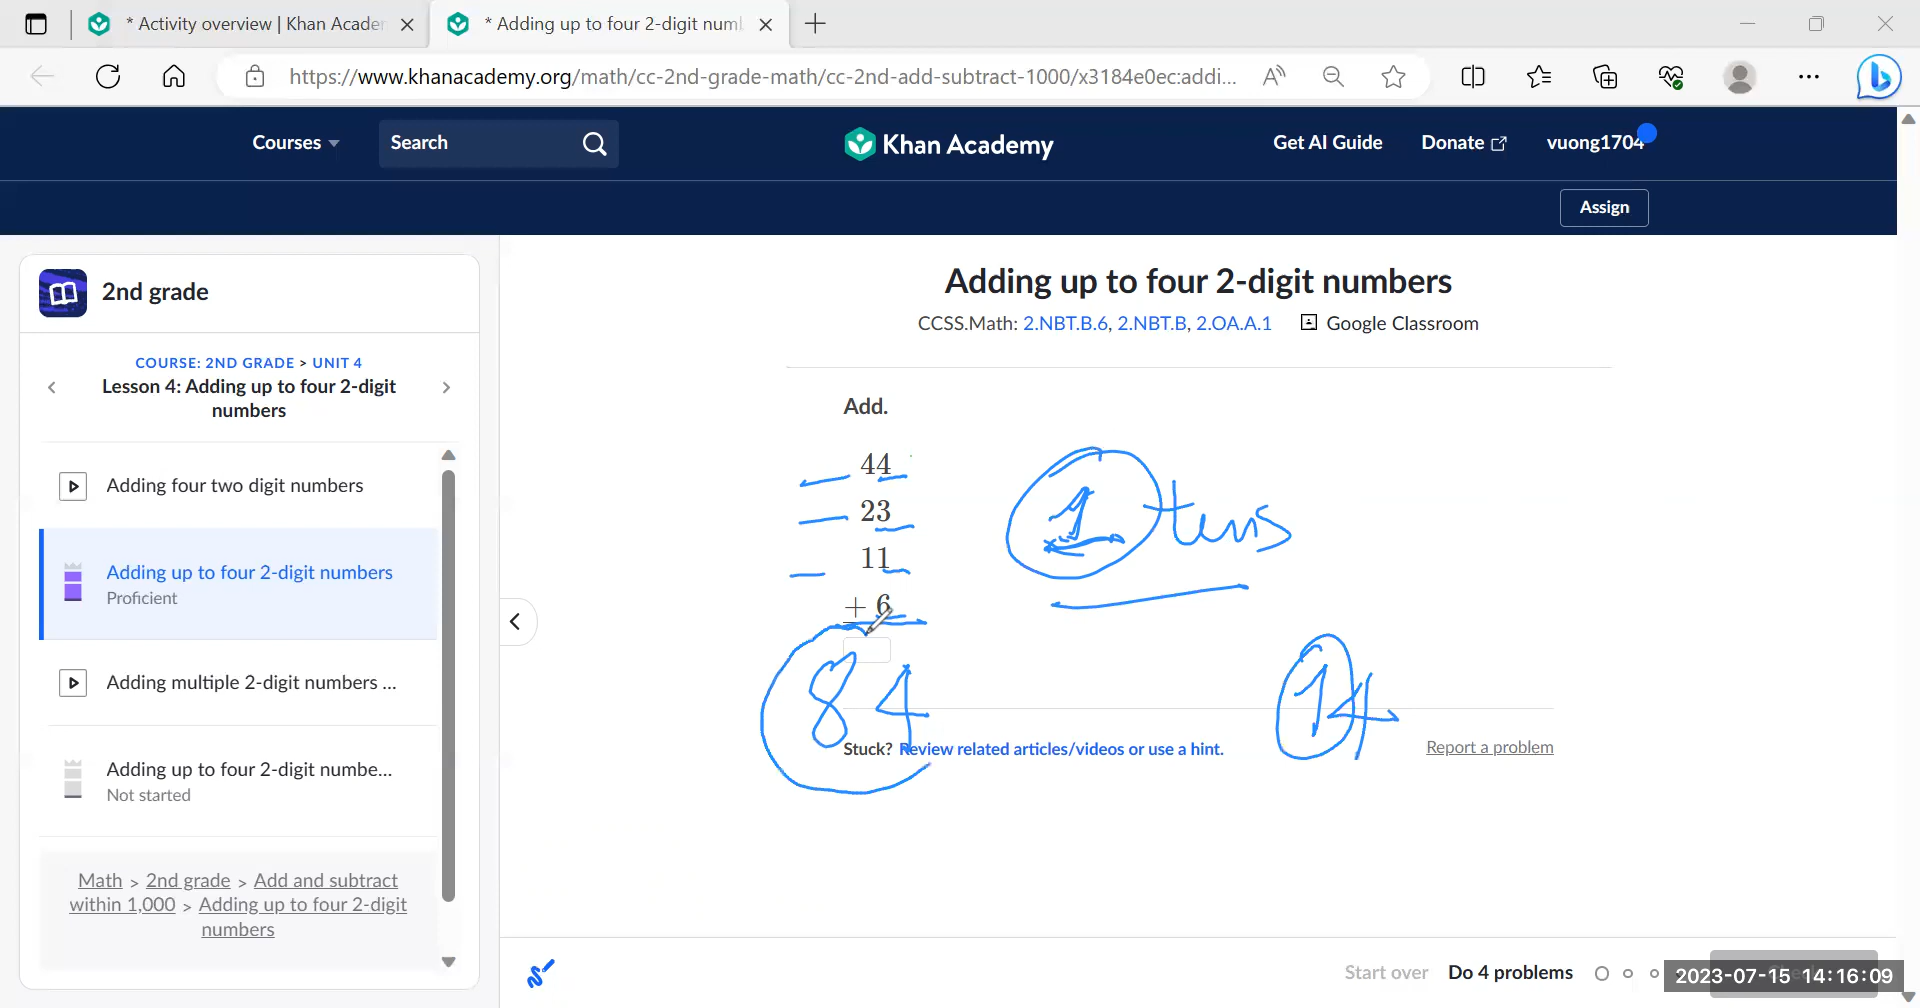 * Activity overview | Khan Acade
* Adding up to four 2-digit num
https://www.khanacademy.org/math/cc-2nd-grade-math/cc-2nd-add-subtract-1000/x3184e0ec:addi...
Courses
Search
Khan Academy
Get AI Guide
Donate
vuong1704
Assign
2nd grade
COURSE: 2ND GRADE > UNIT 4
Lesson 4: Adding up to four 2-digit
numbers
Adding four two digit numbers
Adding up to four 2-digit numbers
Proficient
Adding multiple 2-digit numbers ...
Adding up to four 2-digit numbe...
Not started
Math > 2nd grade > Add and subtract
within 1,000 > Adding up to four 2-digit
numbers
Adding up to four 2-digit numbers
CCSS.Math: 2.NBT.B.6, 2.NBT.B, 2.OA.A.1 Google Classroom
Add.
44
23
11
+ 6
1 tens
84
14
Stuck? Review related articles/videos or use a hint.
Report a problem
Start over
Do 4 problems
2023-07-15 14:16:09